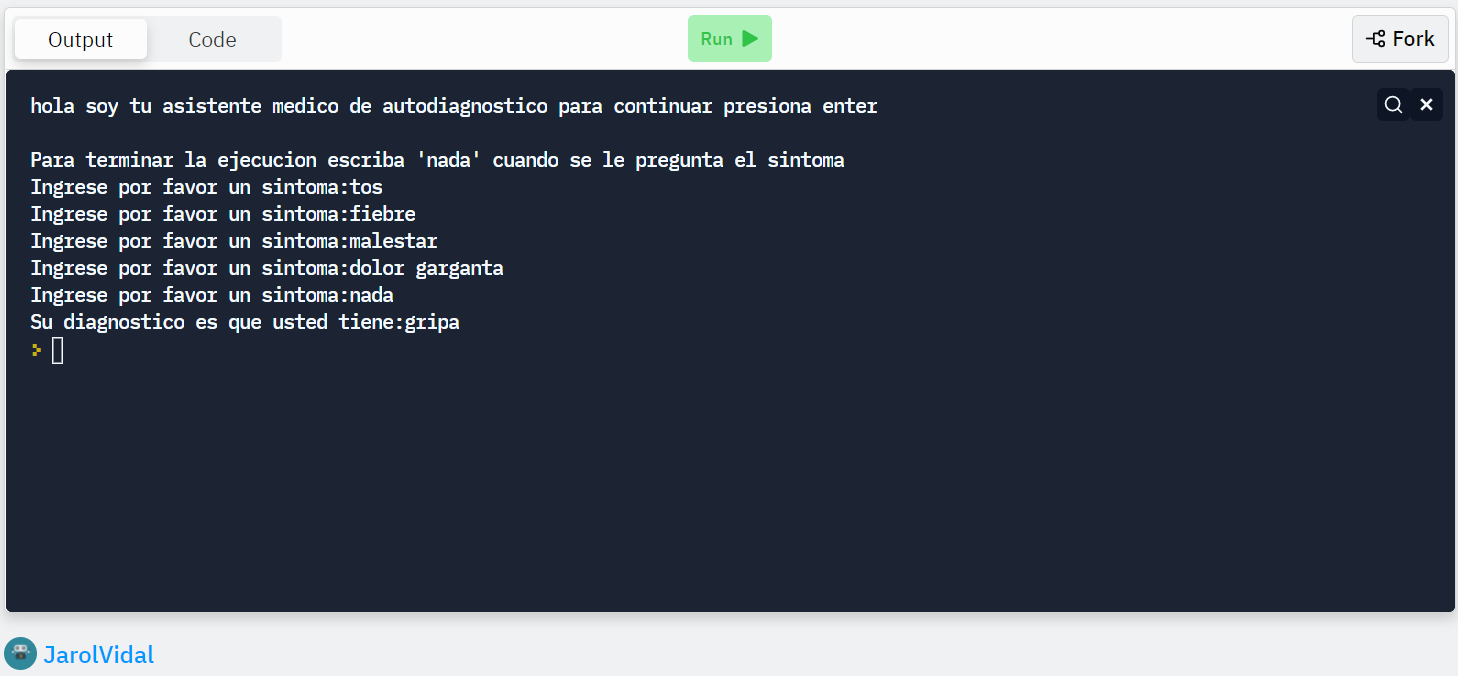 Output Code Run Fork
hola soy tu asistente medico de autodiagnostico para continuar presiona enter
Para terminar la ejecucion escriba 'nada' cuando se le pregunta el sintoma
Ingrese por favor un sintoma:tos
Ingrese por favor un sintoma:fiebre
Ingrese por favor un sintoma:malestar
Ingrese por favor un sintoma:dolor garganta
Ingrese por favor un sintoma:nada
Su diagnostico es que usted tiene:gripa
>
JarolVidal